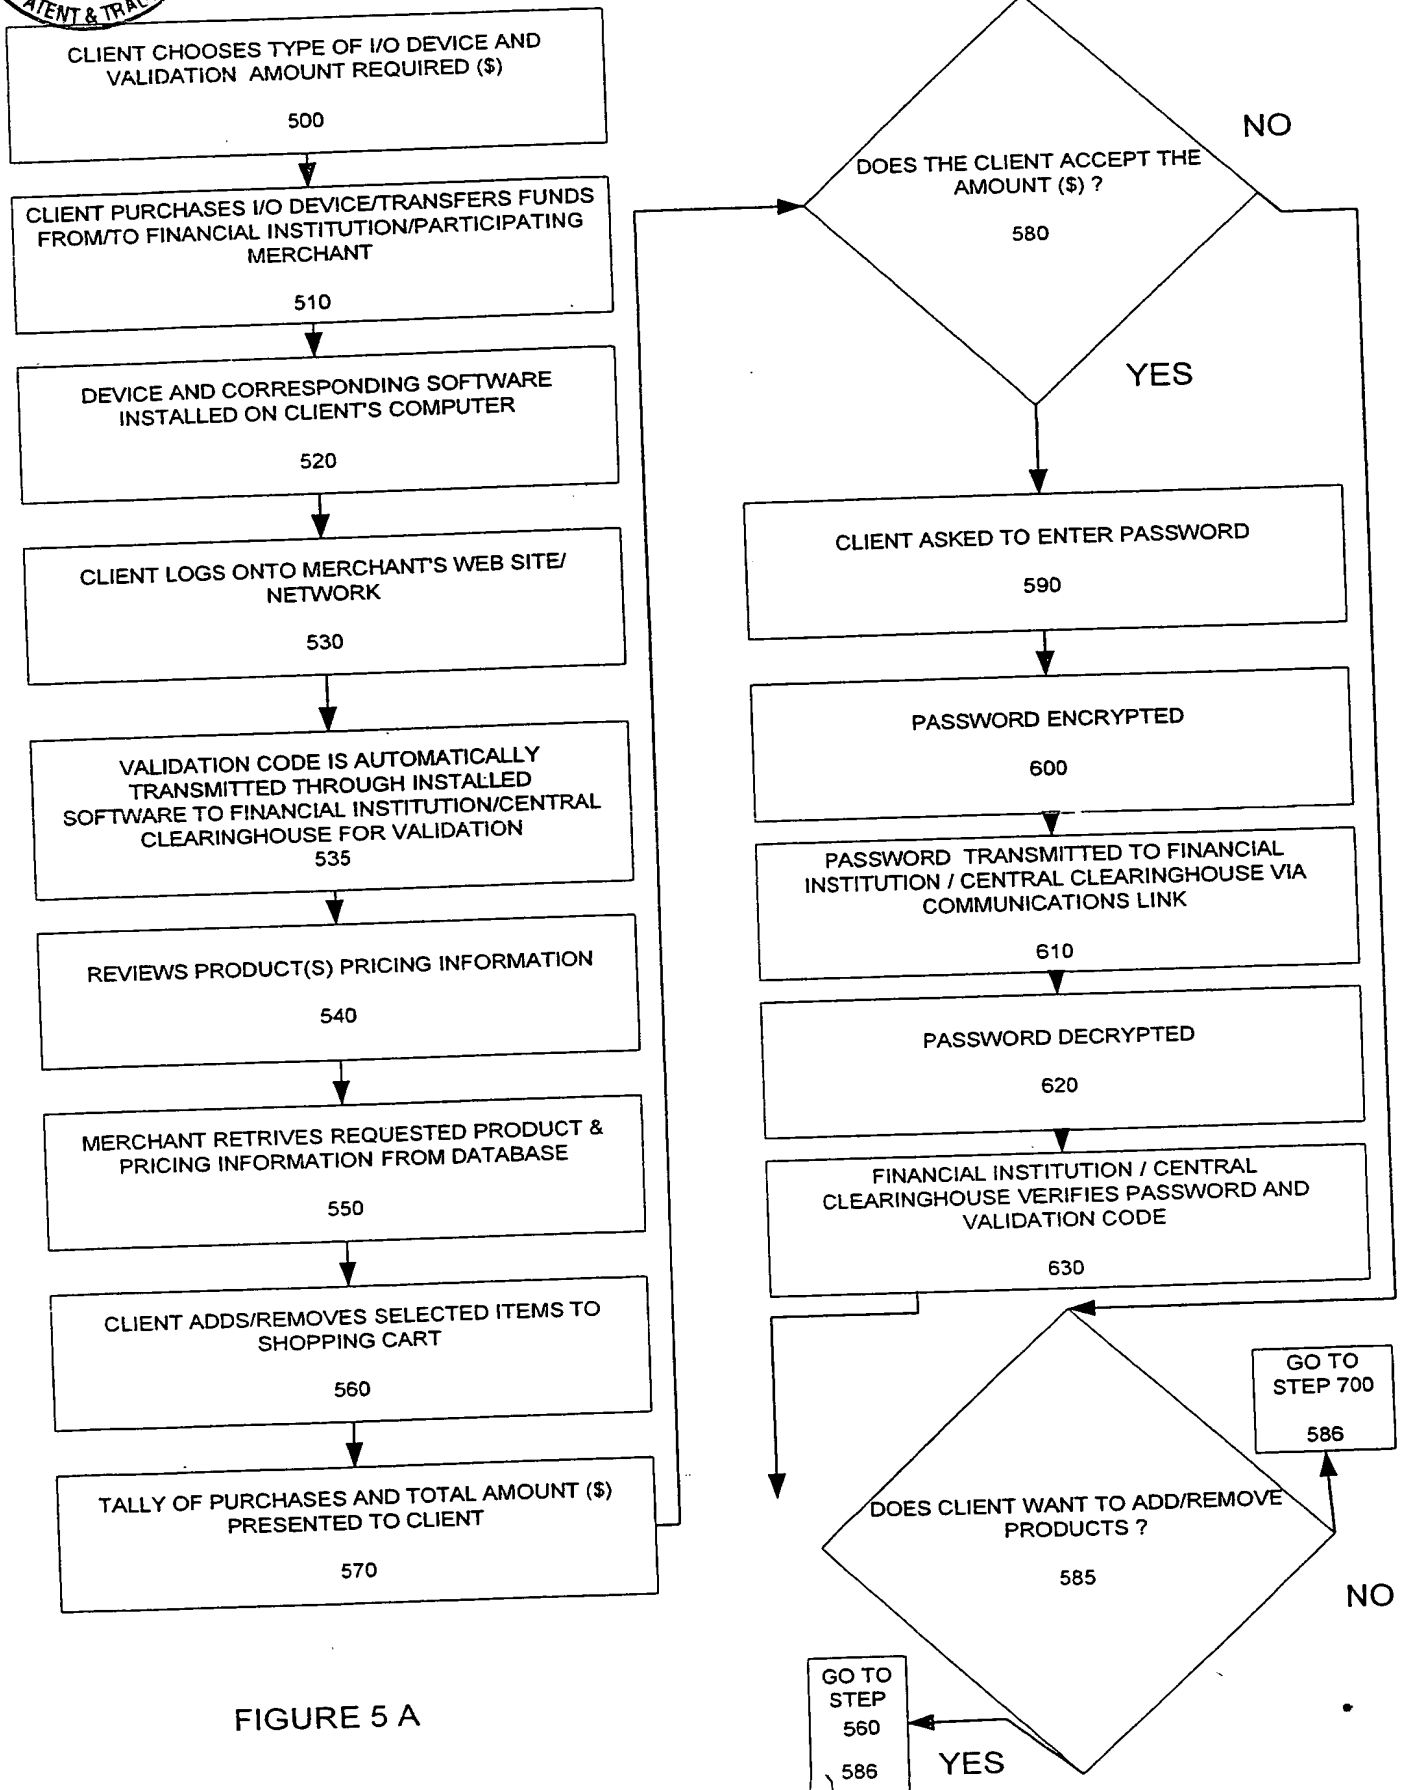 ATENT & TRA
CLIENT CHOOSES TYPE OF I/O DEVICE AND
VALIDATION AMOUNT REQUIRED ($)
500
CLIENT PURCHASES I/O DEVICE/TRANSFERS FUNDS
FROM/TO FINANCIAL INSTITUTION/PARTICIPATING
MERCHANT
510
DEVICE AND CORRESPONDING SOFTWARE
INSTALLED ON CLIENT'S COMPUTER
520
CLIENT LOGS ONTO MERCHANT'S WEB SITE/
NETWORK
530
VALIDATION CODE IS AUTOMATICALLY
TRANSMITTED THROUGH INSTALLED
SOFTWARE TO FINANCIAL INSTITUTION/CENTRAL
CLEARINGHOUSE FOR VALIDATION
535
REVIEWS PRODUCT(S) PRICING INFORMATION
540
MERCHANT RETRIVES REQUESTED PRODUCT &
PRICING INFORMATION FROM DATABASE
550
CLIENT ADDS/REMOVES SELECTED ITEMS TO
SHOPPING CART
560
TALLY OF PURCHASES AND TOTAL AMOUNT ($)
PRESENTED TO CLIENT
570
FIGURE 5 A
DOES THE CLIENT ACCEPT THE
AMOUNT ($) ?
580
NO
YES
CLIENT ASKED TO ENTER PASSWORD
590
PASSWORD ENCRYPTED
600
PASSWORD TRANSMITTED TO FINANCIAL
INSTITUTION / CENTRAL CLEARINGHOUSE VIA
COMMUNICATIONS LINK
610
PASSWORD DECRYPTED
620
FINANCIAL INSTITUTION / CENTRAL
CLEARINGHOUSE VERIFIES PASSWORD AND
VALIDATION CODE
630
GO TO
STEP 700
586
DOES CLIENT WANT TO ADD/REMOVE
PRODUCTS ?
585
NO
GO TO
STEP
560
586
YES